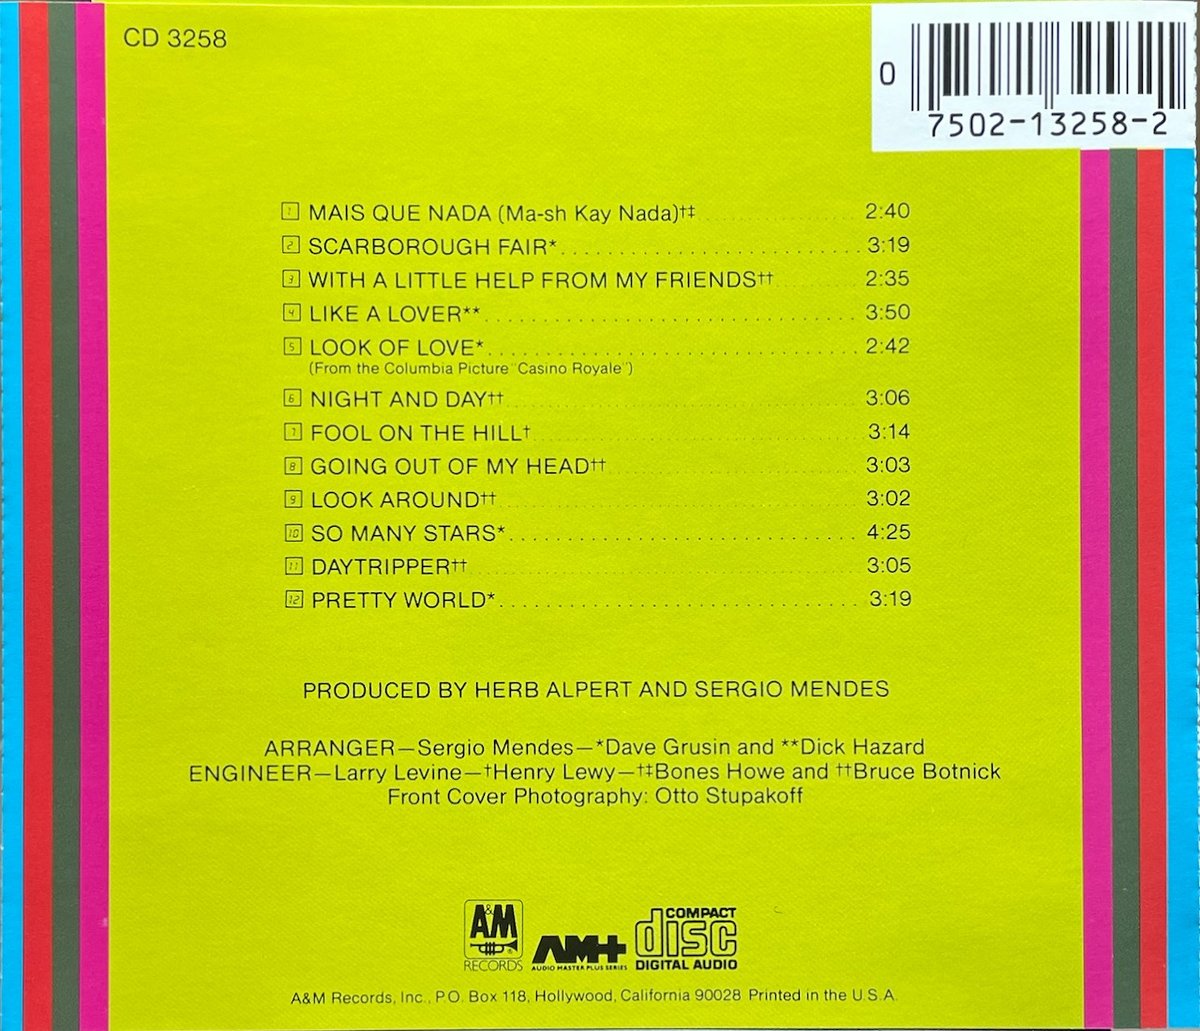 CD 3258
0
7502-13258-2
1 MAIS QUE NADA (Ma-sh Kay Nada)†‡ 2:40
2 SCARBOROUGH FAIR* 3:19
3 WITH A LITTLE HELP FROM MY FRIENDS†† 2:35
4 LIKE A LOVER** 3:50
5 LOOK OF LOVE* 2:42
(From the Columbia Picture "Casino Royale")
6 NIGHT AND DAY†† 3:06
7 FOOL ON THE HILL† 3:14
8 GOING OUT OF MY HEAD†† 3:03
9 LOOK AROUND†† 3:02
10 SO MANY STARS* 4:25
11 DAYTRIPPER†† 3:05
12 PRETTY WORLD* 3:19
PRODUCED BY HERB ALPERT AND SERGIO MENDES
ARRANGER—Sergio Mendes—*Dave Grusin and **Dick Hazard
ENGINEER—Larry Levine—†Henry Lewy—†‡Bones Howe and ††Bruce Botnick
Front Cover Photography: Otto Stupakoff
A&M
RECORDS
AM+
AUDIO MASTER PLUS SERIES
COMPACT
disc
DIGITAL AUDIO
A&M Records, Inc., P.O. Box 118, Hollywood, California 90028 Printed in the U.S.A.